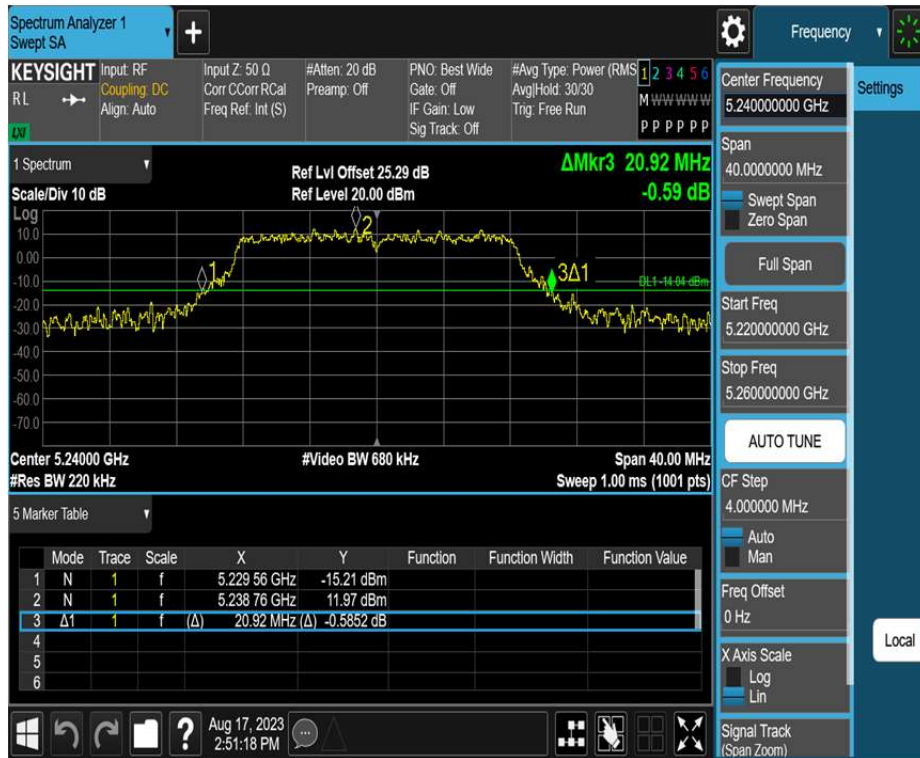 Spectrum Analyzer 1
Swept SA
Frequency
KEYSIGHT
RL
LXI
Input: RF
Coupling: DC
Align: Auto
Input Z: 50 Ω
Corr CCorr RCal
Freq Ref: Int (S)
#Atten: 20 dB
Preamp: Off
PNO: Best Wide
Gate: Off
IF Gain: Low
Sig Track: Off
#Avg Type: Power (RMS
Avg|Hold: 30/30
Trig: Free Run
1 2 3 4 5 6
M W W W W W
P P P P P P
1 Spectrum
Scale/Div 10 dB
Ref Lvl Offset 25.29 dB
Ref Level 20.00 dBm
ΔMkr3 20.92 MHz
-0.59 dB
Log
10.0
0.00
-10.0
-20.0
-30.0
-40.0
-50.0
-60.0
-70.0
1
2
3Δ1
DL1 -14.04 dBm
Center 5.24000 GHz
#Video BW 680 kHz
Span 40.00 MHz
#Res BW 220 kHz
Sweep 1.00 ms (1001 pts)
5 Marker Table
Mode Trace Scale X Y Function Function Width Function Value
1 N 1 f 5.229 56 GHz -15.21 dBm
2 N 1 f 5.238 76 GHz 11.97 dBm
3 Δ1 1 f (Δ) 20.92 MHz (Δ) -0.5852 dB
4
5
6
?
Aug 17, 2023
2:51:18 PM
Center Frequency
5.240000000 GHz
Settings
Span
40.0000000 MHz
Swept Span
Zero Span
Full Span
Start Freq
5.220000000 GHz
Stop Freq
5.260000000 GHz
AUTO TUNE
CF Step
4.000000 MHz
Auto
Man
Freq Offset
0 Hz
Local
X Axis Scale
Log
Lin
Signal Track
(Span Zoom)